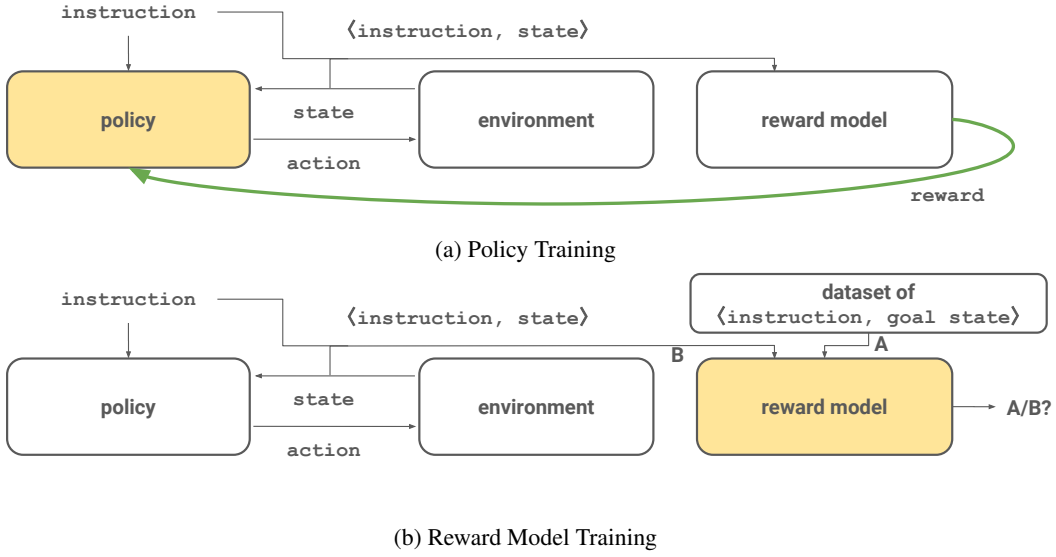 instruction
〈instruction, state〉
policy
state
action
environment
reward model
reward
(a) Policy Training
instruction
〈instruction, state〉
dataset of
〈instruction, goal state〉
B
A
policy
state
action
environment
reward model
A/B?
(b) Reward Model Training